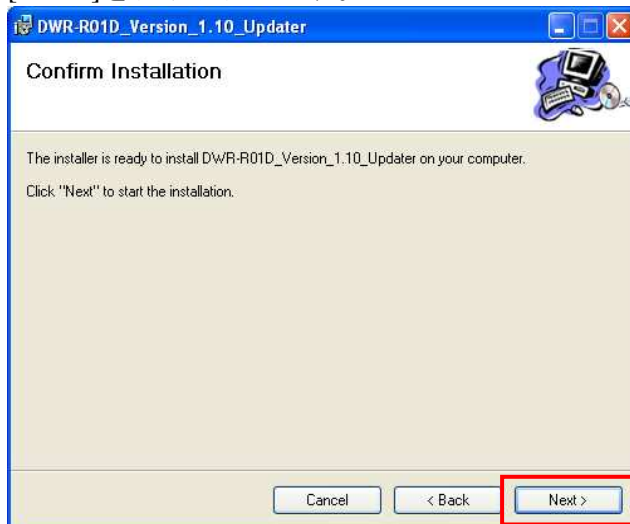 DWR-R01D_Version_1.10_Updater
Confirm Installation
The installer is ready to install DWR-R01D_Version_1.10_Updater on your computer.
Click "Next" to start the installation.
Cancel
< Back
Next >